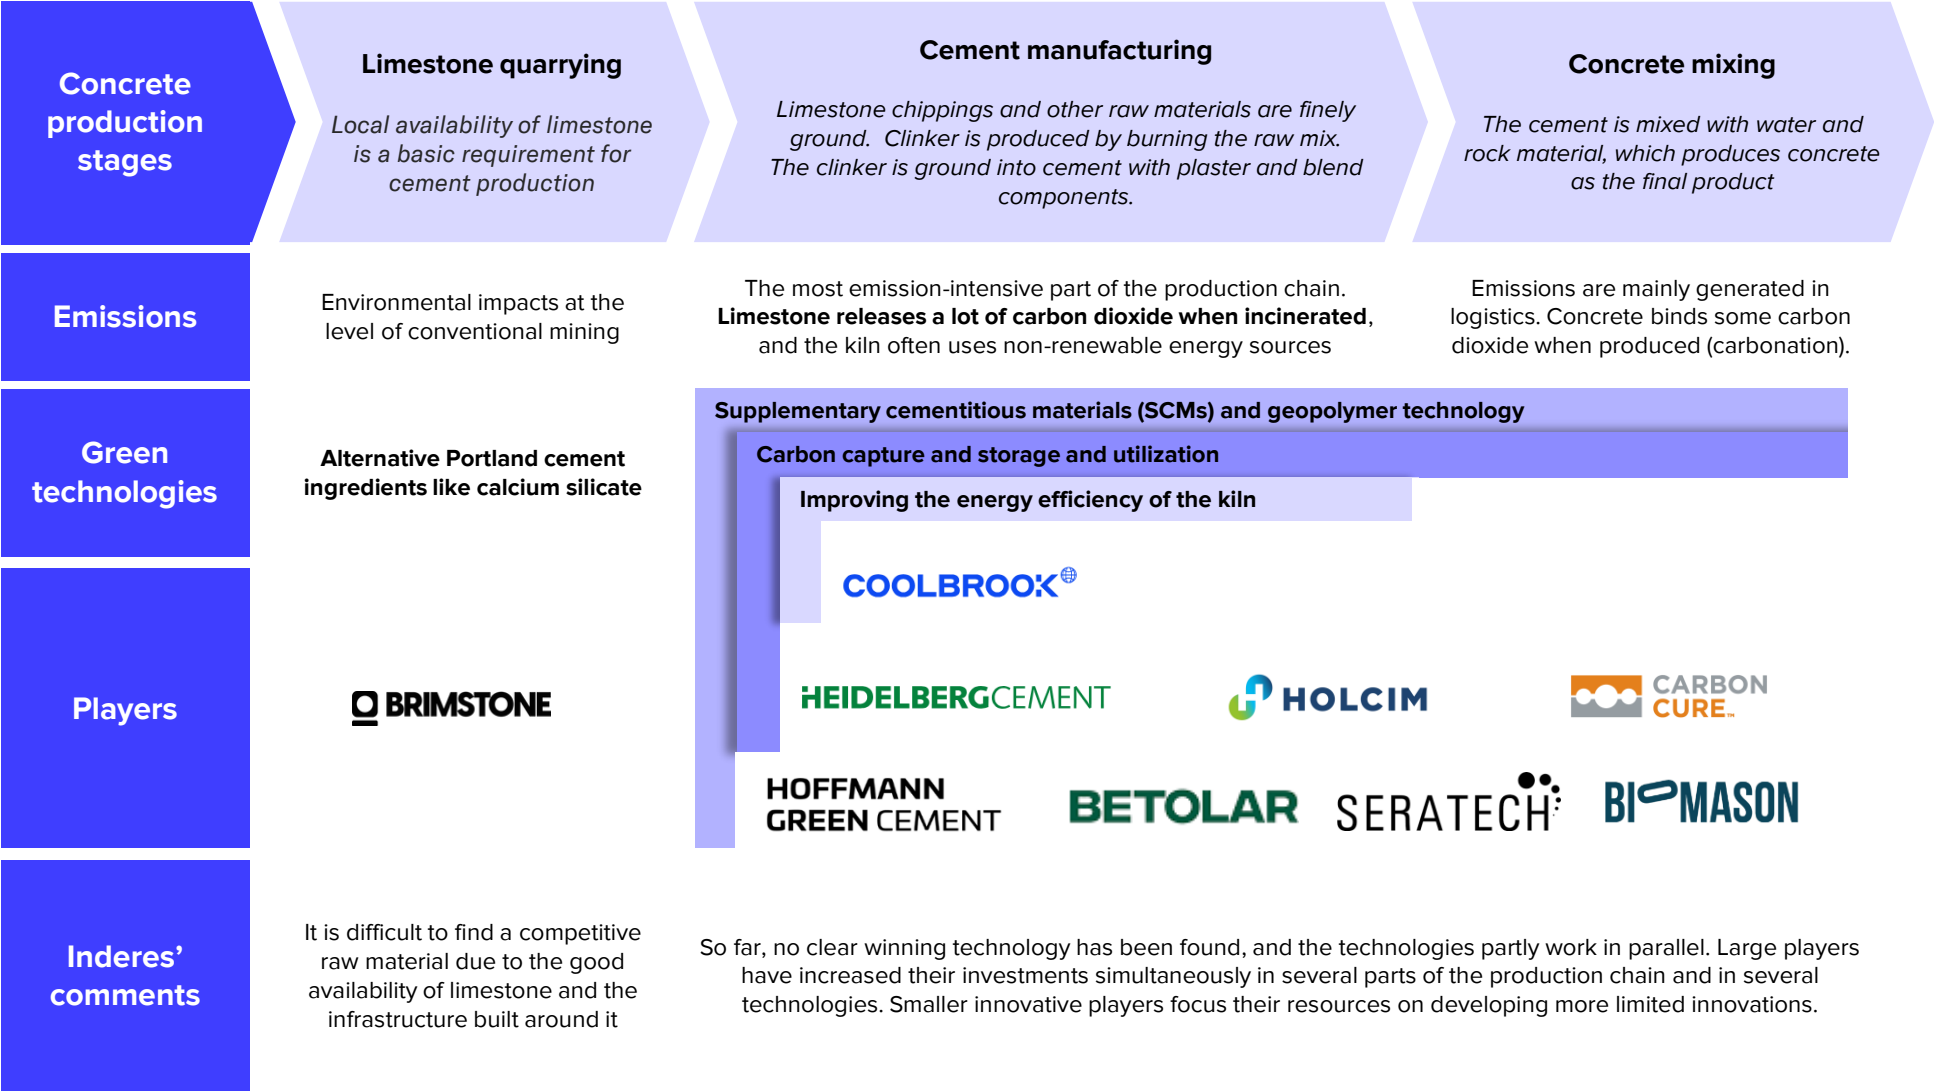 Concrete
production
stages
Limestone quarrying
Local availability of limestone
is a basic requirement for
cement production
Cement manufacturing
Limestone chippings and other raw materials are finely
ground.  Clinker is produced by burning the raw mix.
The clinker is ground into cement with plaster and blend
components.
Concrete mixing
The cement is mixed with water and
rock material, which produces concrete
as the final product
Emissions
Environmental impacts at the
level of conventional mining
The most emission-intensive part of the production chain.
Limestone releases a lot of carbon dioxide when incinerated,
and the kiln often uses non-renewable energy sources
Emissions are mainly generated in
logistics. Concrete binds some carbon
dioxide when produced (carbonation).
Green
technologies
Alternative Portland cement
ingredients like calcium silicate
Supplementary cementitious materials (SCMs) and geopolymer technology
Carbon capture and storage and utilization
Improving the energy efficiency of the kiln
Players
BRIMSTONE
COOLBROOK
HEIDELBERGCEMENT
HOLCIM
CARBON
CURE™
HOFFMANN
GREEN CEMENT
BETOLAR
SERATECH
BIOMASON
Inderes’
comments
It is difficult to find a competitive
raw material due to the good
availability of limestone and the
infrastructure built around it
So far, no clear winning technology has been found, and the technologies partly work in parallel. Large players
have increased their investments simultaneously in several parts of the production chain and in several
technologies. Smaller innovative players focus their resources on developing more limited innovations.